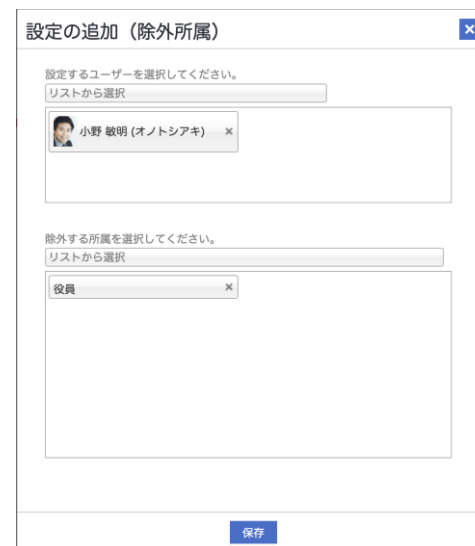 設定の追加（除外所属）
×
設定するユーザーを選択してください。
リストから選択
小野 敏明 (オノトシアキ) ×
除外する所属を選択してください。
リストから選択
役員 ×
保存